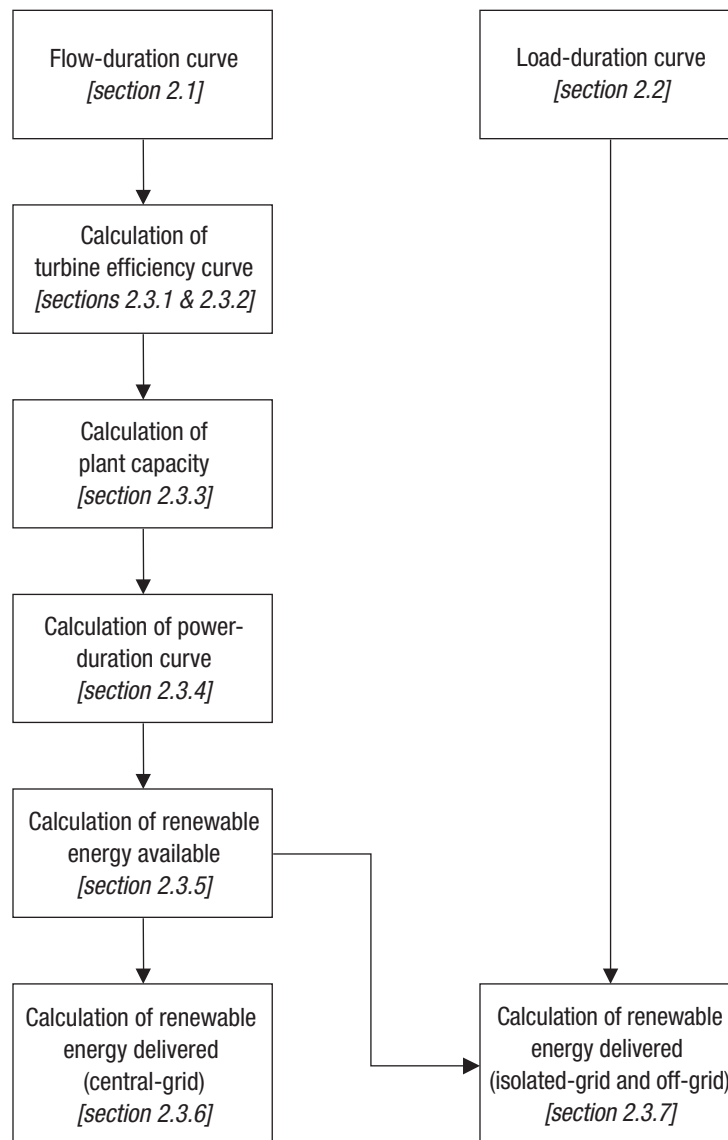 Flow-duration curve
[section 2.1]
Load-duration curve
[section 2.2]
Calculation of
turbine efficiency curve
[sections 2.3.1 & 2.3.2]
Calculation of
plant capacity
[section 2.3.3]
Calculation of power-
duration curve
[section 2.3.4]
Calculation of renewable
energy available
[section 2.3.5]
Calculation of renewable
energy delivered
(central-grid)
[section 2.3.6]
Calculation of renewable
energy delivered
(isolated-grid and off-grid)
[section 2.3.7]